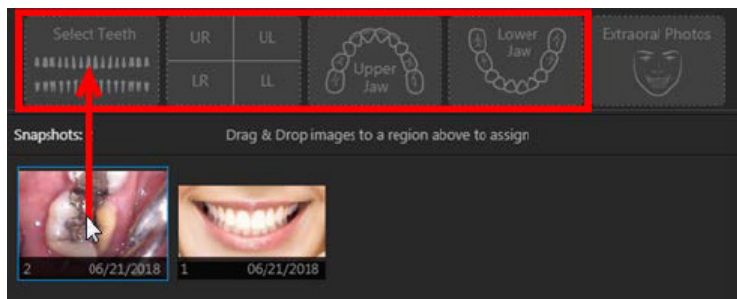 Select Teeth
UR UL
LR LL
Upper
Jaw
Lower
Jaw
Extraoral Photos
Snapshots:
Drag & Drop images to a region above to assign
2 06/21/2018
1 06/21/2018